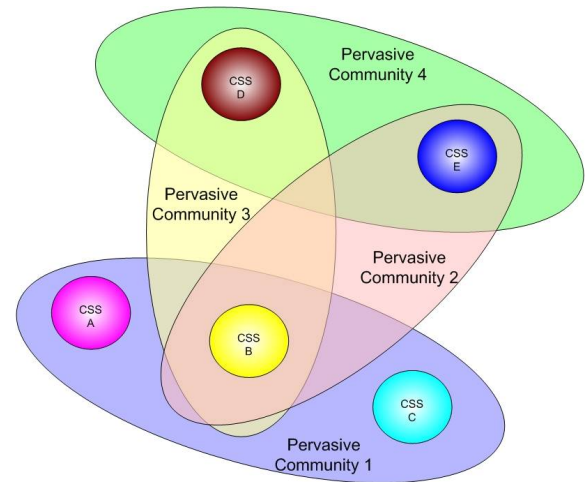 Pervasive
Community 4
CSS
D
CSS
E
Pervasive
Community 3
Pervasive
Community 2
CSS
A
CSS
B
CSS
C
Pervasive
Community 1